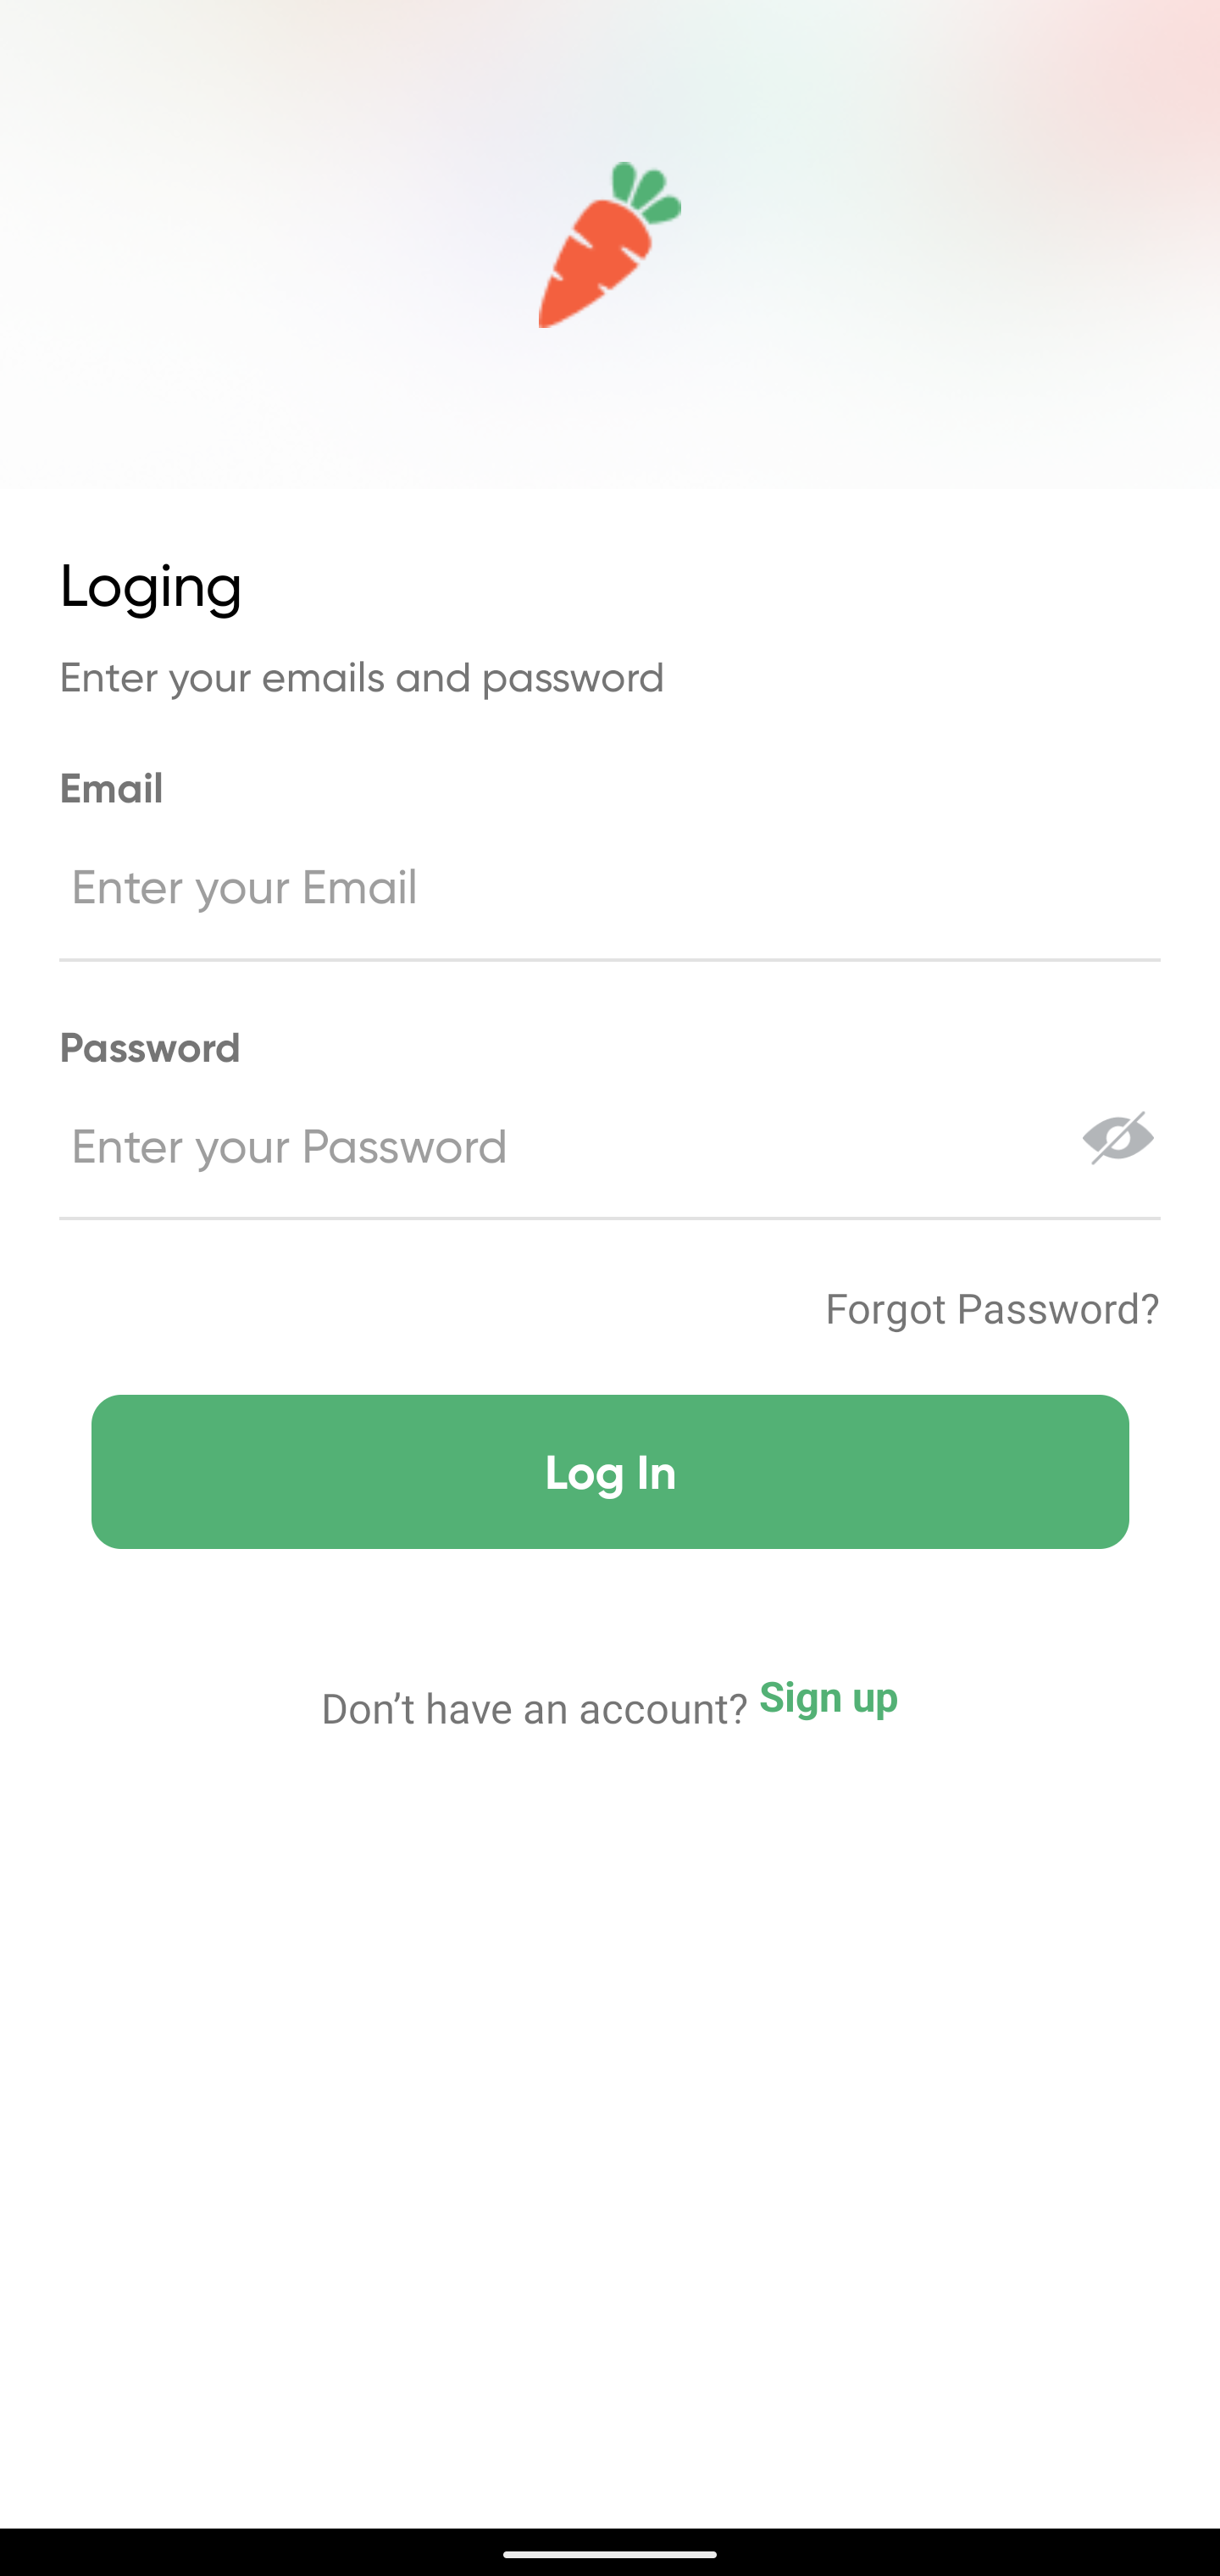 Loging
Enter your emails and password
Email
Enter your Email
Password
Enter your Password
Forgot Password?
Log In
Don’t have an account? Sign up